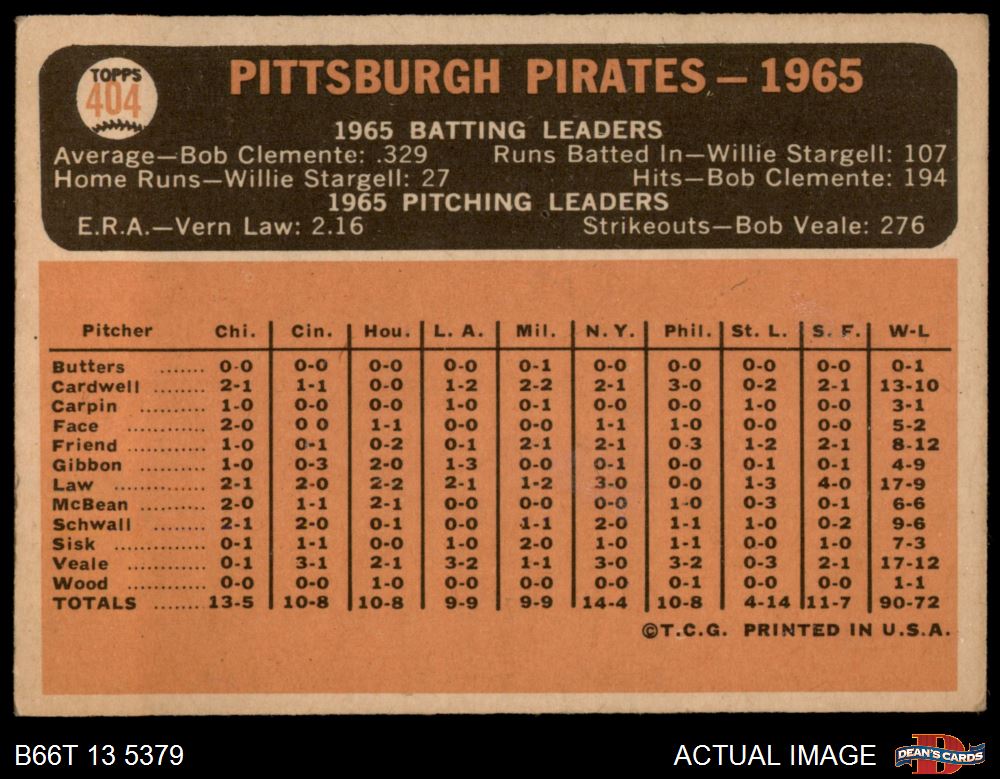 TOPPS
404
PITTSBURGH PIRATES — 1965
1965 BATTING LEADERS
Average—Bob Clemente: .329 Runs Batted In—Willie Stargell: 107
Home Runs—Willie Stargell: 27 Hits—Bob Clemente: 194
1965 PITCHING LEADERS
E.R.A.—Vern Law: 2.16 Strikeouts—Bob Veale: 276
Pitcher Chi. Cin. Hou. L. A. Mil. N. Y. Phil. St. L. S. F. W-L
Butters ....... 0-0 0-0 0-0 0-0 0-1 0-0 0-0 0-0 0-0 0-1
Cardwell ....... 2-1 1-1 0-0 1-2 2-2 2-1 3-0 0-2 2-1 13-10
Carpin ......... 1-0 0-0 0-0 1-0 0-1 0-0 0-0 1-0 0-0 3-1
Face ........... 2-0 0 0 1-1 0-0 0-0 1-1 1-0 0-0 0-0 5-2
Friend ......... 1-0 0-1 0-2 0-1 2-1 2-1 0-3 1-2 2-1 8-12
Gibbon ......... 1-0 0-3 2-0 1-3 0-0 0-1 0-0 0-1 0-1 4-9
Law ............. 2-1 2-0 2-2 2-1 1-2 3-0 0-0 1-3 4-0 17-9
McBean ......... 2-0 1-1 2-1 0-0 0-0 0-0 1-0 0-3 0-1 6-6
Schwall ........ 2-1 2-0 0-1 0-0 1-1 2-0 1-1 1-0 0-2 9-6
Sisk ............. 0-1 1-1 0-0 1-0 2-0 1-0 1-1 0-0 1-0 7-3
Veale ........... 0-1 3-1 2-1 3-2 1-1 3-0 3-2 0-3 2-1 17-12
Wood ........... 0-0 0-0 1-0 0-0 0-0 0-0 0-1 0-0 0-0 1-1
TOTALS ....... 13-5 10-8 10-8 9-9 9-9 14-4 10-8 4-14 11-7 90-72
©T.C.G. PRINTED IN U.S.A.
B66T 13 5379 ACTUAL IMAGE DEAN'S CARDS